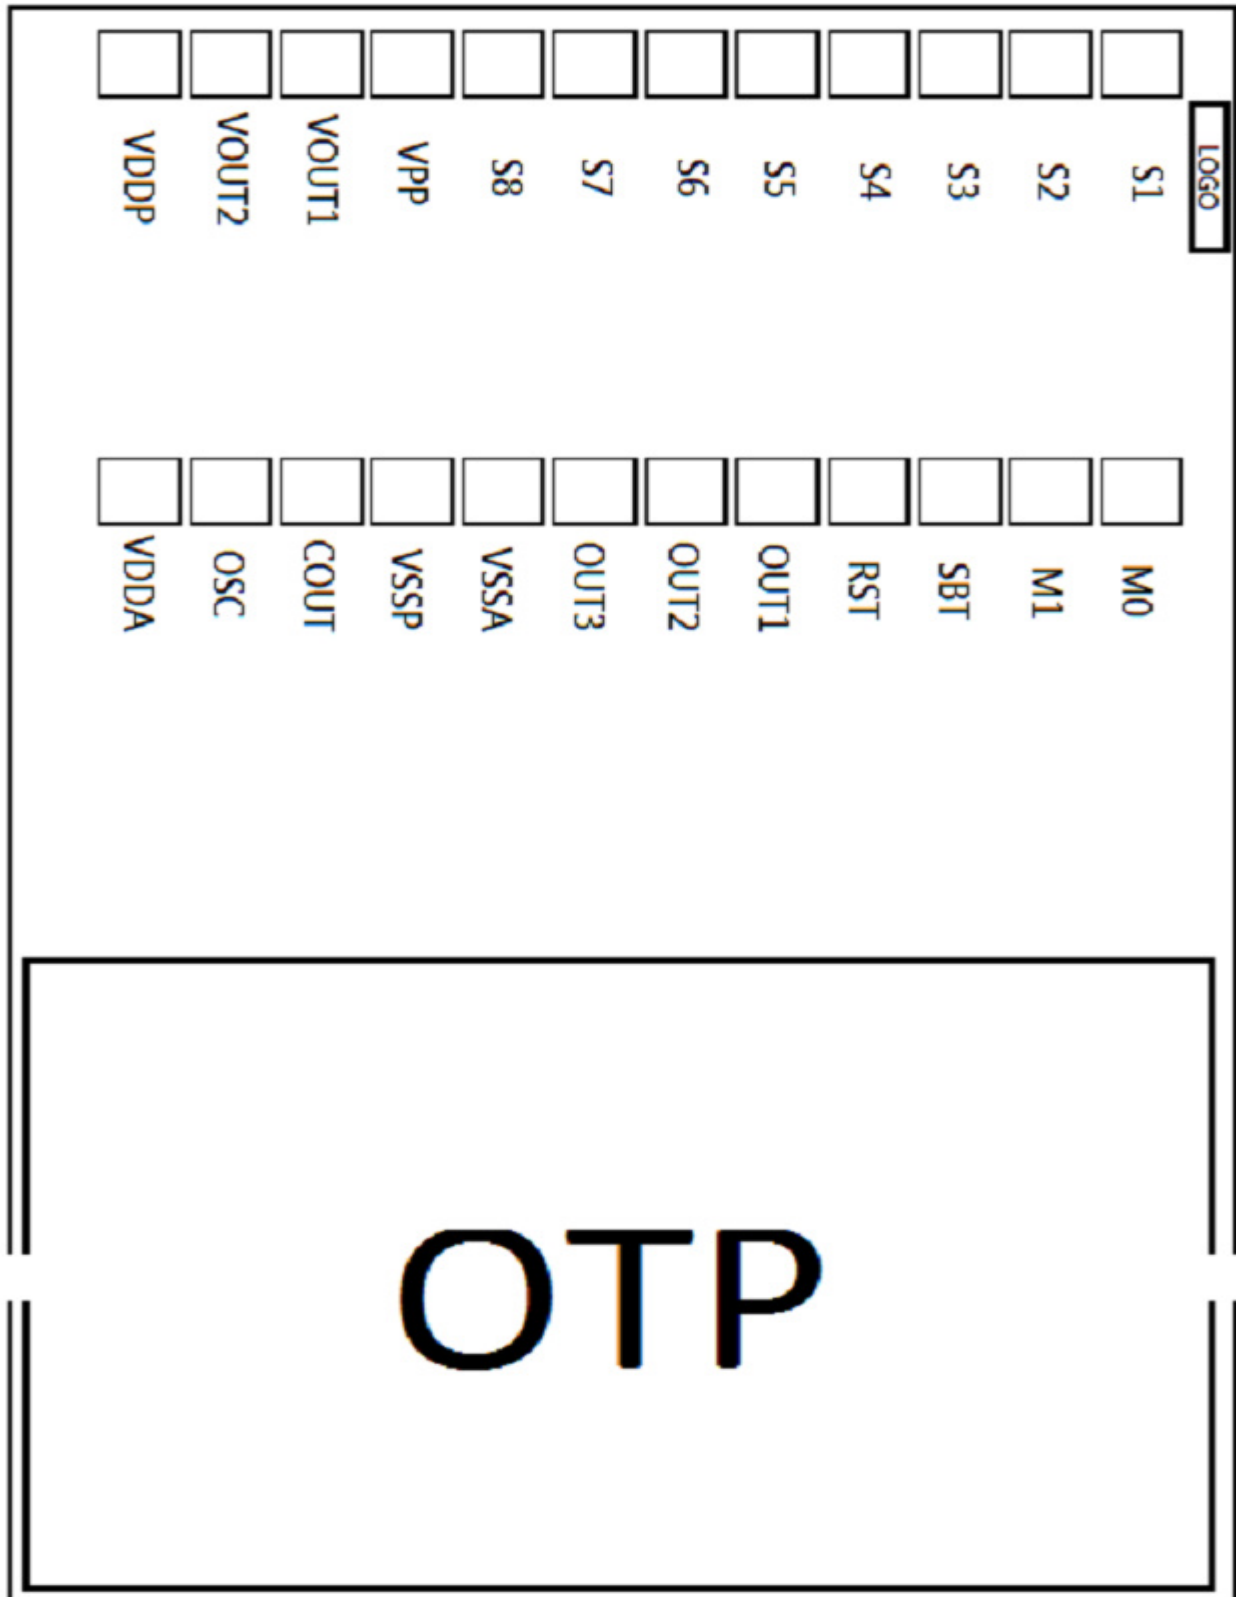 VDDP VOUT2 VOUT1 VPP S8 S7 S6 S5 S4 S3 S2 S1 LOGO
VDDA OSC COUT VSSP VSSA OUT3 OUT2 OUT1 RST SBT M1 M0
OTP